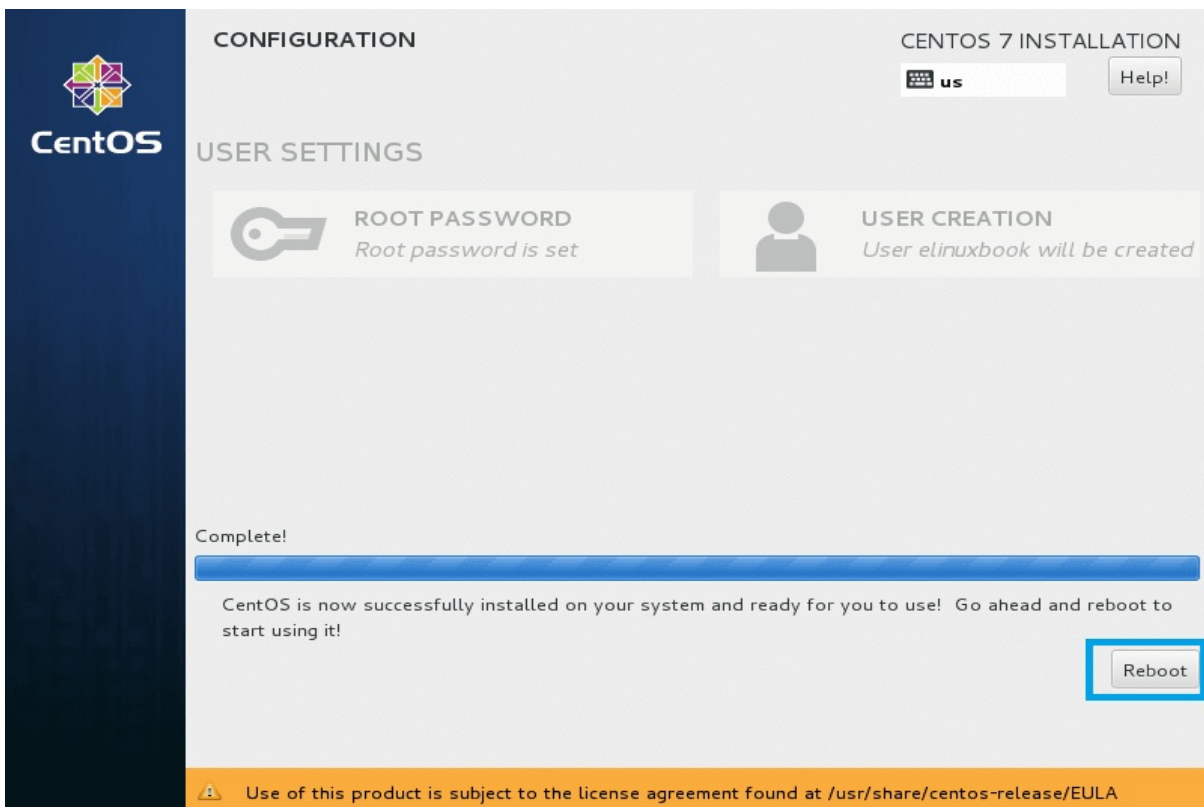 CONFIGURATION
CENTOS 7 INSTALLATION
us
Help!
CentOS
USER SETTINGS
ROOT PASSWORD
Root password is set
USER CREATION
User elinuxbook will be created
Complete!
CentOS is now successfully installed on your system and ready for you to use! Go ahead and reboot to
start using it!
Reboot
Use of this product is subject to the license agreement found at /usr/share/centos-release/EULA